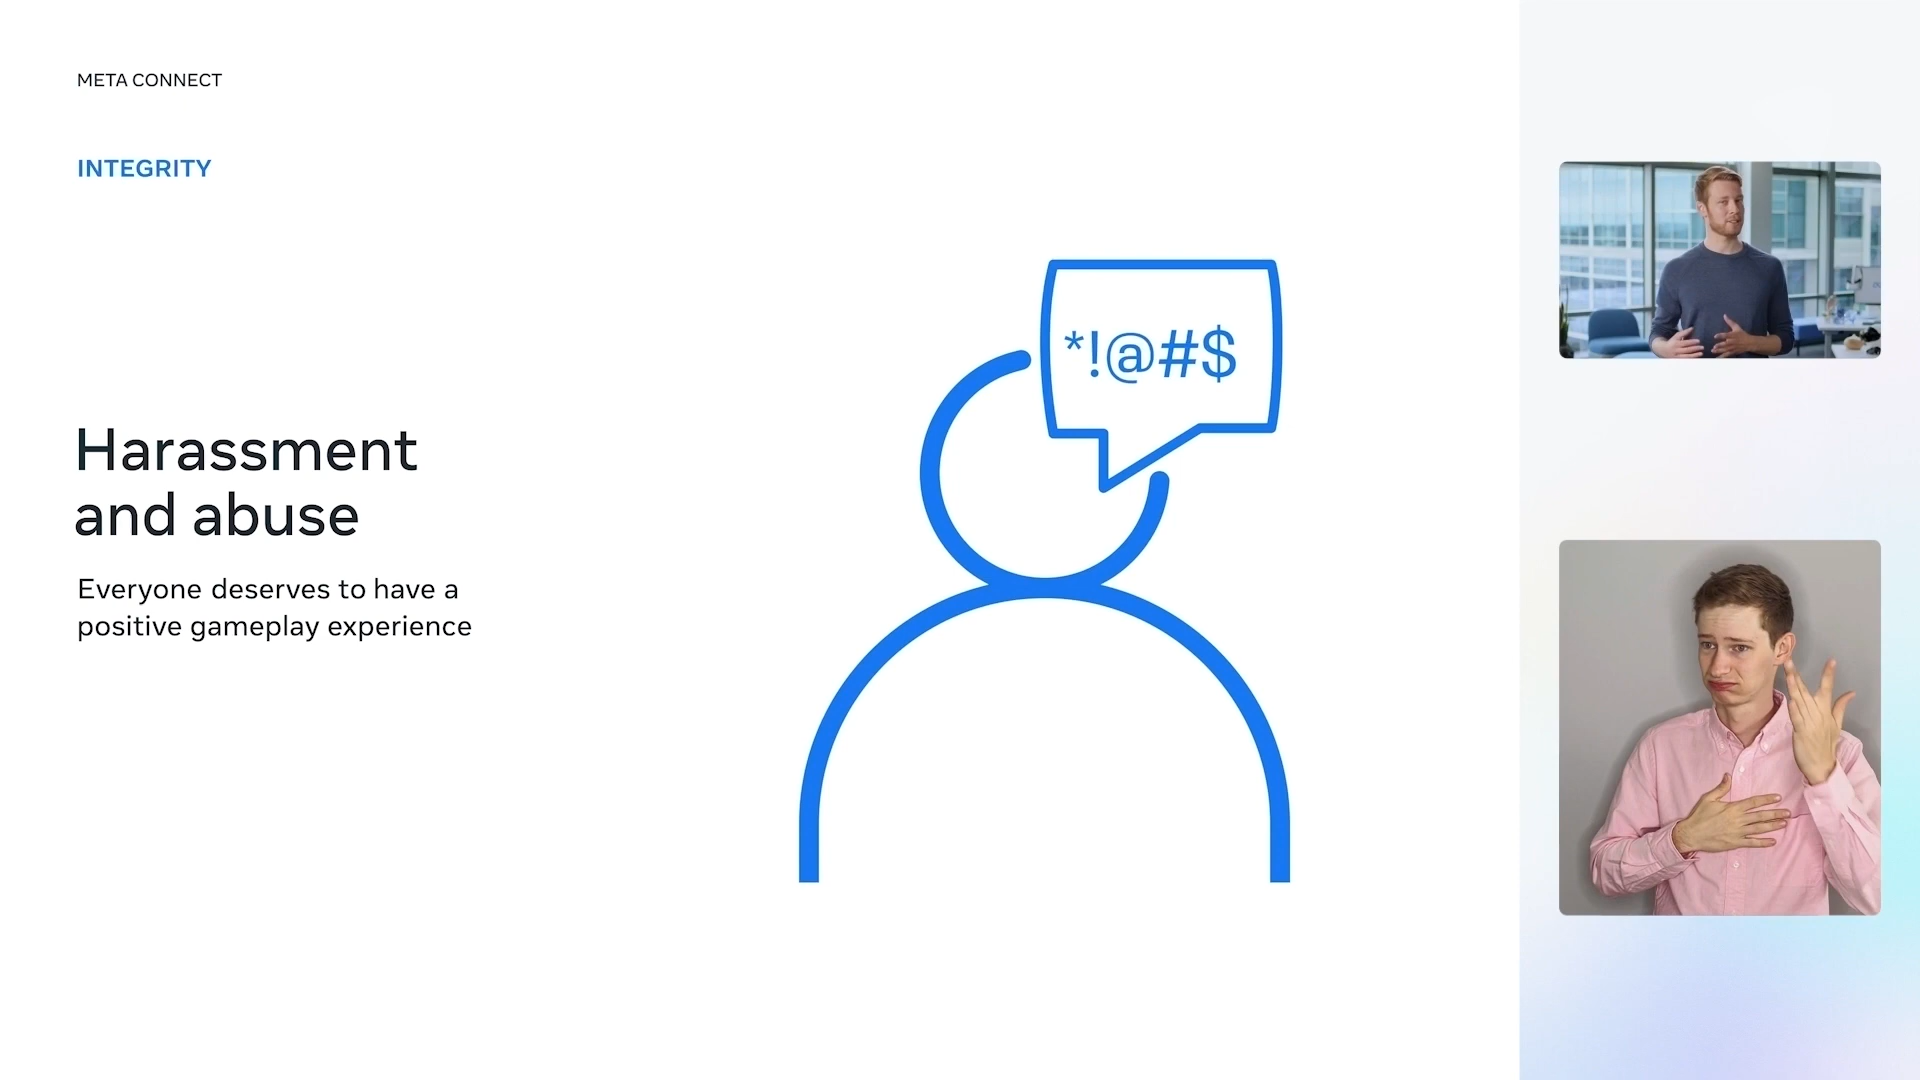 META CONNECT
INTEGRITY
*!@#$
Harassment
and abuse
Everyone deserves to have a
positive gameplay experience